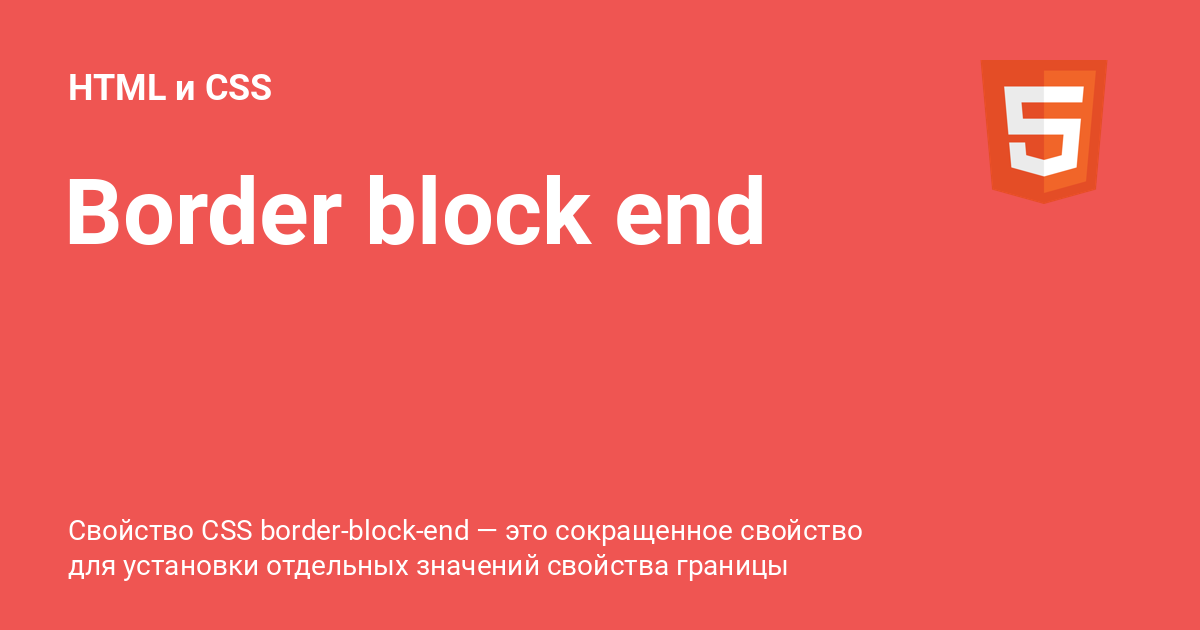 HTML и CSS
5
Border block end
Свойство CSS border-block-end — это сокращенное свойство
для установки отдельных значений свойства границы